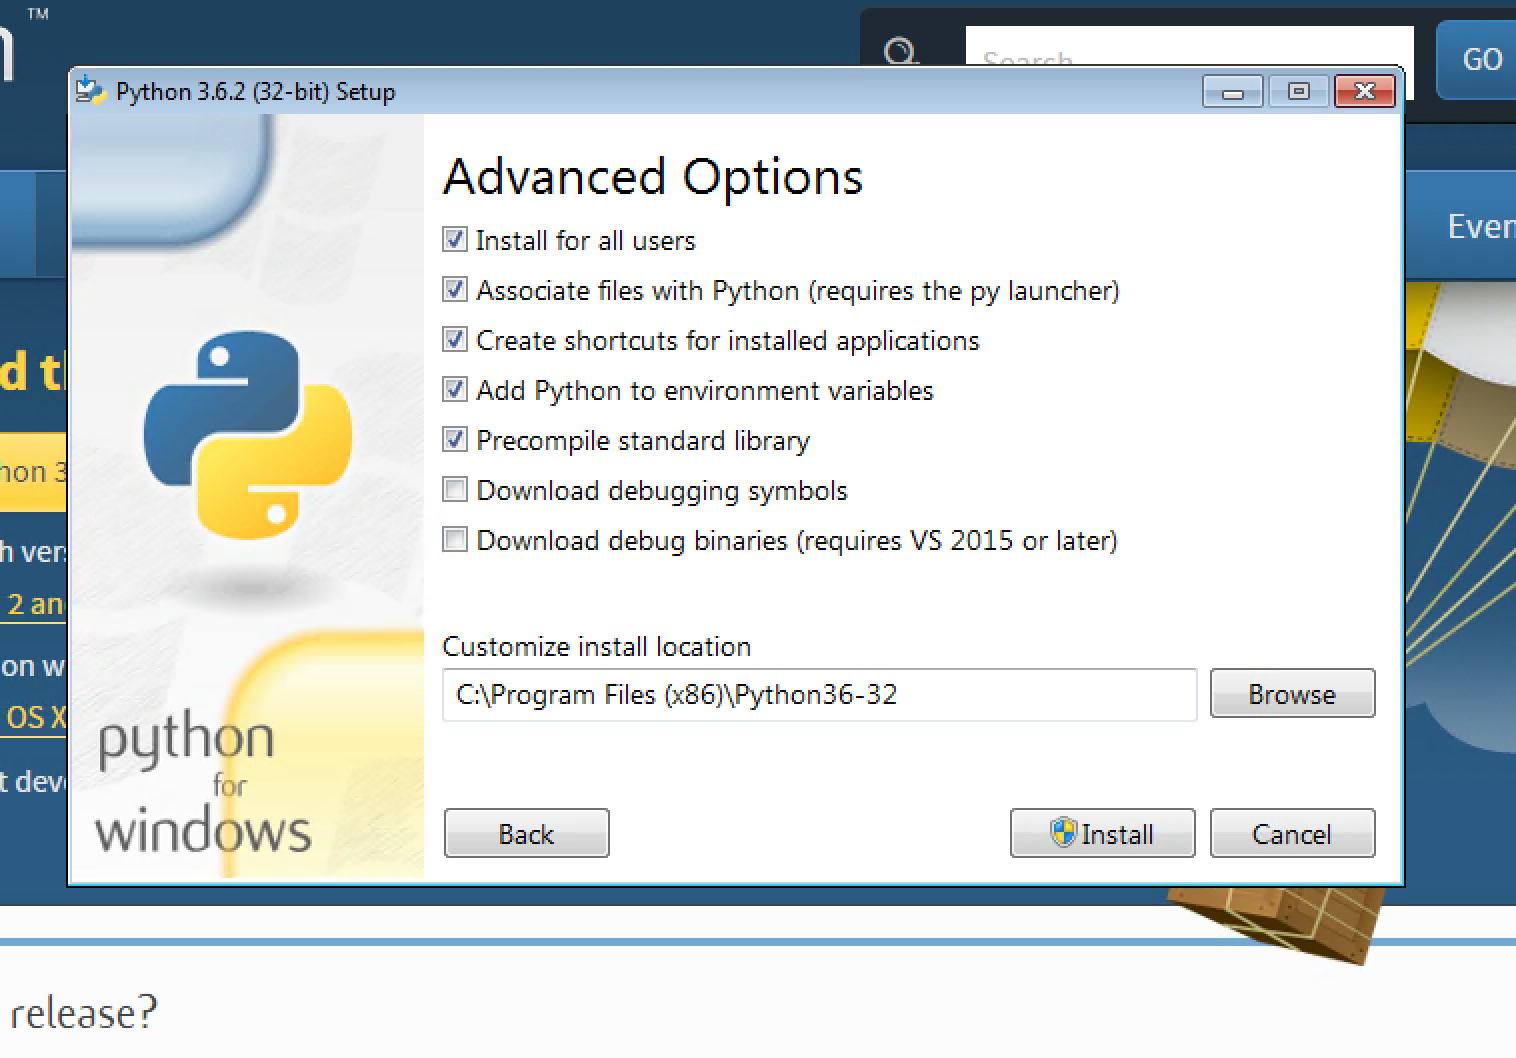 TM
Search
GO
Python 3.6.2 (32-bit) Setup
Advanced Options
Install for all users
Associate files with Python (requires the py launcher)
Create shortcuts for installed applications
Add Python to environment variables
Precompile standard library
Download debugging symbols
Download debug binaries (requires VS 2015 or later)
Customize install location
C:\Program Files (x86)\Python36-32
Browse
Back
Install
Cancel
python
for
windows
Even
d t
hon 3
h vers
2 an
on w
OS X
t deve
release?